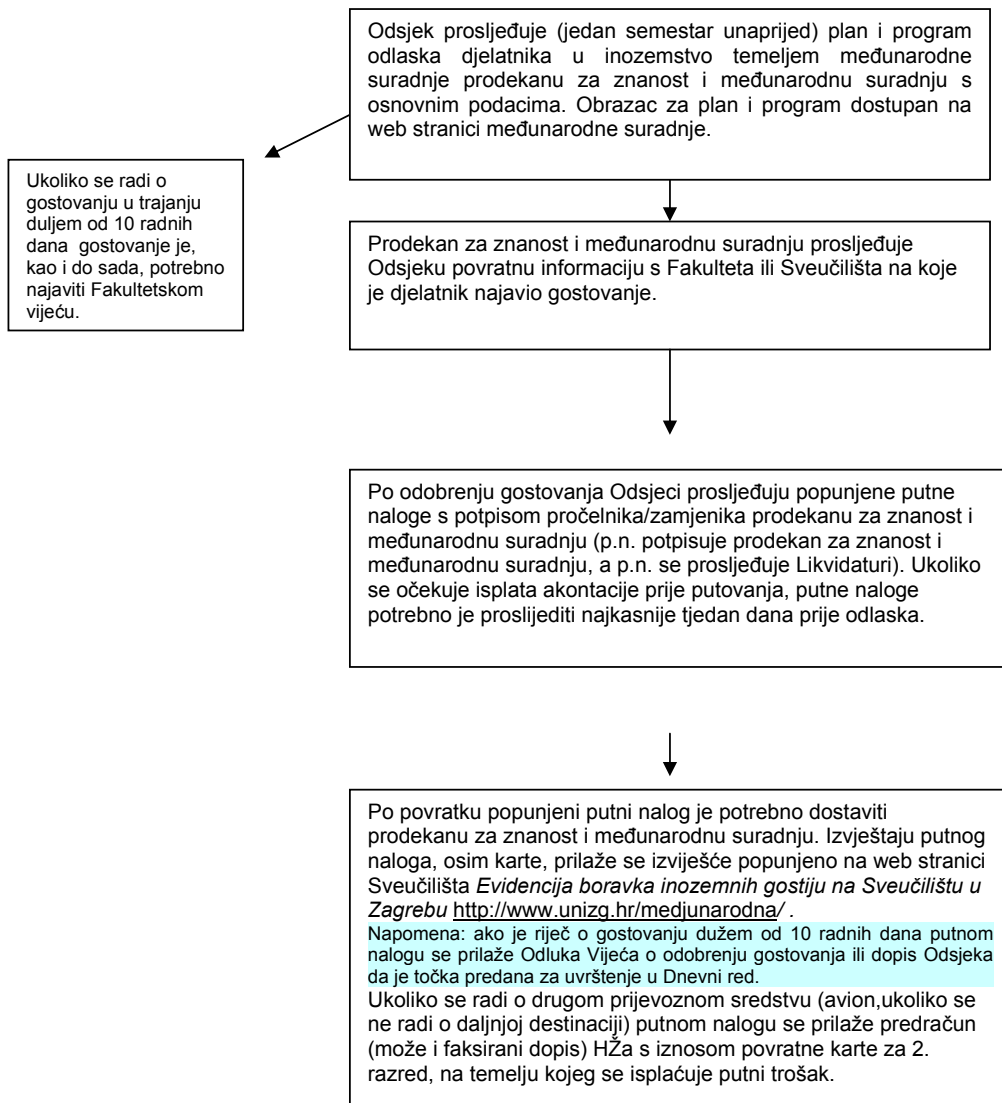 Odsjek prosljeđuje (jedan semestar unaprijed) plan i program
odlaska djelatnika u inozemstvo temeljem međunarodne
suradnje prodekanu za znanost i međunarodnu suradnju s
osnovnim podacima. Obrazac za plan i program dostupan na
web stranici međunarodne suradnje.
Ukoliko se radi o
gostovanju u trajanju
duljem od 10 radnih
dana gostovanje je,
kao i do sada, potrebno
najaviti Fakultetskom
vijeću.
Prodekan za znanost i međunarodnu suradnju prosljeđuje
Odsjeku povratnu informaciju s Fakulteta ili Sveučilišta na koje
je djelatnik najavio gostovanje.
Po odobrenju gostovanja Odsjeci prosljeđuju popunjene putne
naloge s potpisom pročelnika/zamjenika prodekanu za znanost i
međunarodnu suradnju (p.n. potpisuje prodekan za znanost i
međunarodnu suradnju, a p.n. se prosljeđuje Likvidaturi). Ukoliko
se očekuje isplata akontacije prije putovanja, putne naloge
potrebno je proslijediti najkasnije tjedan dana prije odlaska.
Po povratku popunjeni putni nalog je potrebno dostaviti
prodekanu za znanost i međunarodnu suradnju. Izvještaju putnog
naloga, osim karte, prilaže se izviješće popunjeno na web stranici
Sveučilišta Evidencija boravka inozemnih gostiju na Sveučilištu u
Zagrebu http://www.unizg.hr/medjunarodna/ .
Napomena: ako je riječ o gostovanju dužem od 10 radnih dana putnom
nalogu se prilaže Odluka Vijeća o odobrenju gostovanja ili dopis Odsjeka
da je točka predana za uvrštenje u Dnevni red.
Ukoliko se radi o drugom prijevoznom sredstvu (avion,ukoliko se
ne radi o daljnjoj destinaciji) putnom nalogu se prilaže predračun
(može i faksirani dopis) HŽa s iznosom povratne karte za 2.
razred, na temelju kojeg se isplaćuje putni trošak.